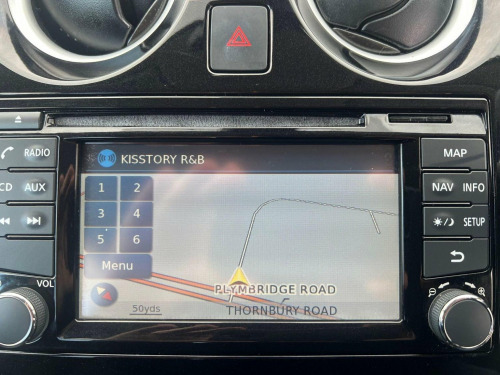 KISSTORY R&B
RADIO
CD AUX
VOL
1 2
3 4
5 6
Menu
50yds
PLYMBRIDGE ROAD
THORNBURY ROAD
MAP
NAV INFO
SETUP